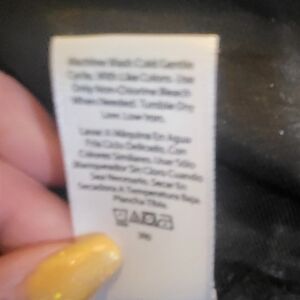 Machine Wash Cold Gentle
Cycle, With Like Colors. Use
Only Non-Chlorine Bleach
When Needed. Tumble Dry
Low. Low Iron.
Lavar A Máquina En Agua
Fria Ciclo Delicado, Con
Colores Similares. Use Sólo
Blanqueador Sin Cloro Cuando
Sea Necesario. Secar En
Secadora A Temperatura Baja.
Plancha Tibia.